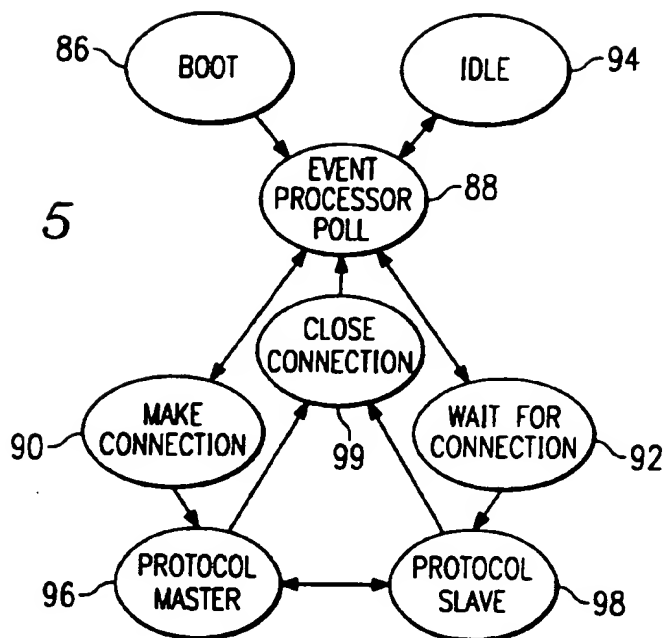 86
BOOT
IDLE
94
EVENT
PROCESSOR
POLL
88
5
CLOSE
CONNECTION
99
MAKE
CONNECTION
90
WAIT FOR
CONNECTION
92
PROTOCOL
MASTER
96
PROTOCOL
SLAVE
98